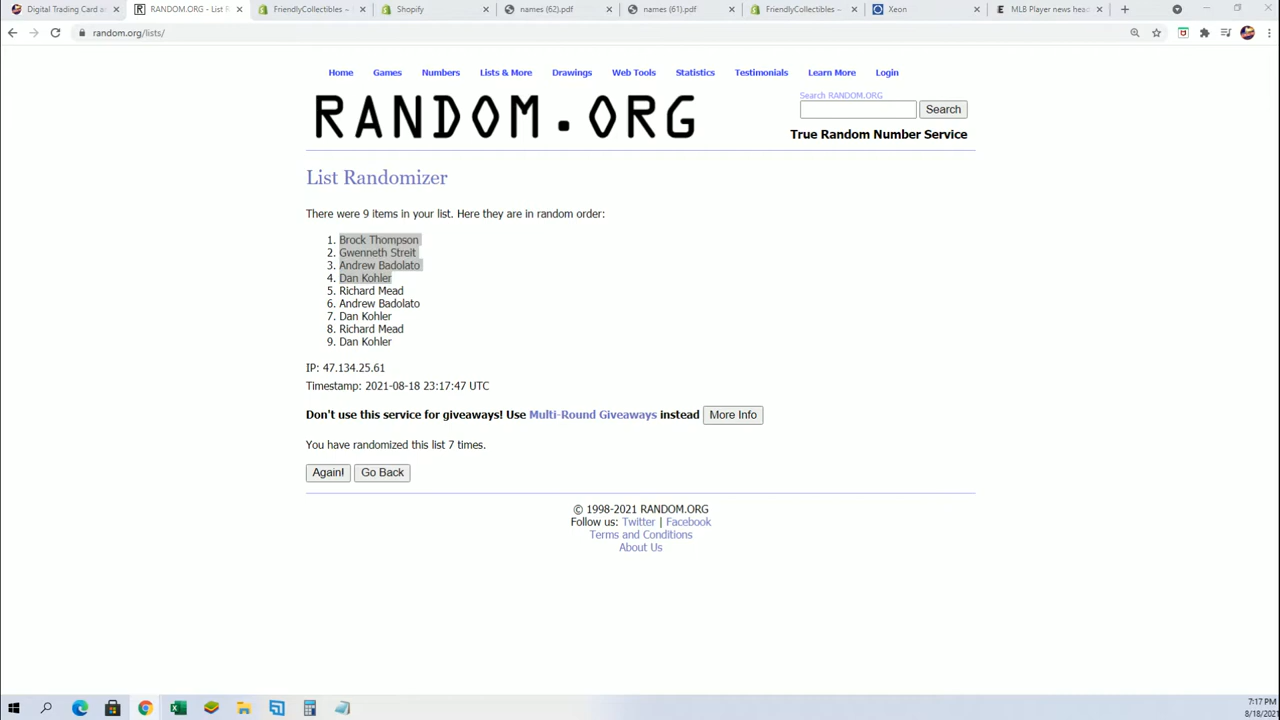 Digital Trading Card a
RANDOM.ORG - List R
FriendlyCollectibles ~
Shopify
names (62).pdf
names (61).pdf
FriendlyCollectibles ~
Xeon
MLB Player news hea
random.org/lists/
Home Games Numbers Lists & More Drawings Web Tools Statistics Testimonials Learn More Login
RANDOM.ORG
Search RANDOM.ORG
Search
True Random Number Service
List Randomizer
There were 9 items in your list. Here they are in random order:
1. Brock Thompson
2. Gwenneth Streit
3. Andrew Badolato
4. Dan Kohler
5. Richard Mead
6. Andrew Badolato
7. Dan Kohler
8. Richard Mead
9. Dan Kohler
IP: 47.134.25.61
Timestamp: 2021-08-18 23:17:47 UTC
Don't use this service for giveaways! Use Multi-Round Giveaways instead More Info
You have randomized this list 7 times.
Again! Go Back
© 1998-2021 RANDOM.ORG
Follow us: Twitter | Facebook
Terms and Conditions
About Us
7:17 PM
8/18/2021